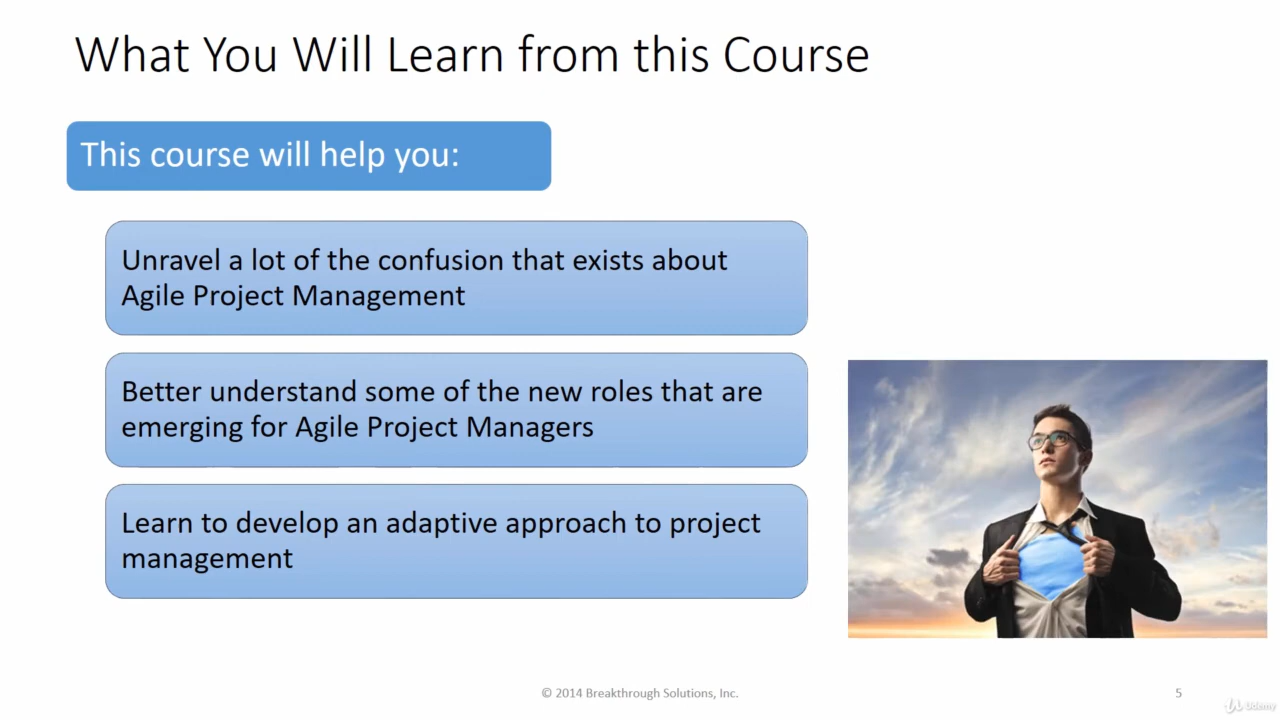 What You Will Learn from this Course
This course will help you:
Unravel a lot of the confusion that exists about
Agile Project Management
Better understand some of the new roles that are
emerging for Agile Project Managers
Learn to develop an adaptive approach to project
management
© 2014 Breakthrough Solutions, Inc.
5
Udemy